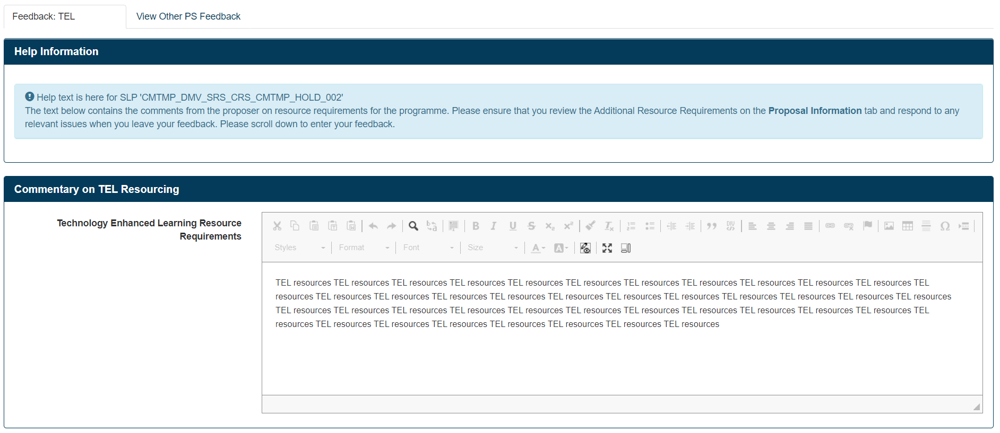 Feedback: TEL
View Other PS Feedback
Help Information
Help text is here for SLP 'CMTMP_DMV_SRS_CRS_CMTMP_HOLD_002'
The text below contains the comments from the proposer on resource requirements for the programme. Please ensure that you review the Additional Resource Requirements on the Proposal Information tab and respond to any
relevant issues when you leave your feedback. Please scroll down to enter your feedback.
Commentary on TEL Resourcing
Technology Enhanced Learning Resource
Requirements
Styles Format Font Size
TEL resources TEL resources TEL resources TEL resources TEL resources TEL resources TEL resources TEL resources TEL resources TEL resources TEL resources TEL
resources TEL resources TEL resources TEL resources TEL resources TEL resources TEL resources TEL resources TEL resources TEL resources TEL resources TEL resources
TEL resources TEL resources TEL resources TEL resources TEL resources TEL resources TEL resources TEL resources TEL resources TEL resources TEL resources TEL
resources TEL resources TEL resources TEL resources TEL resources TEL resources TEL resources TEL resources